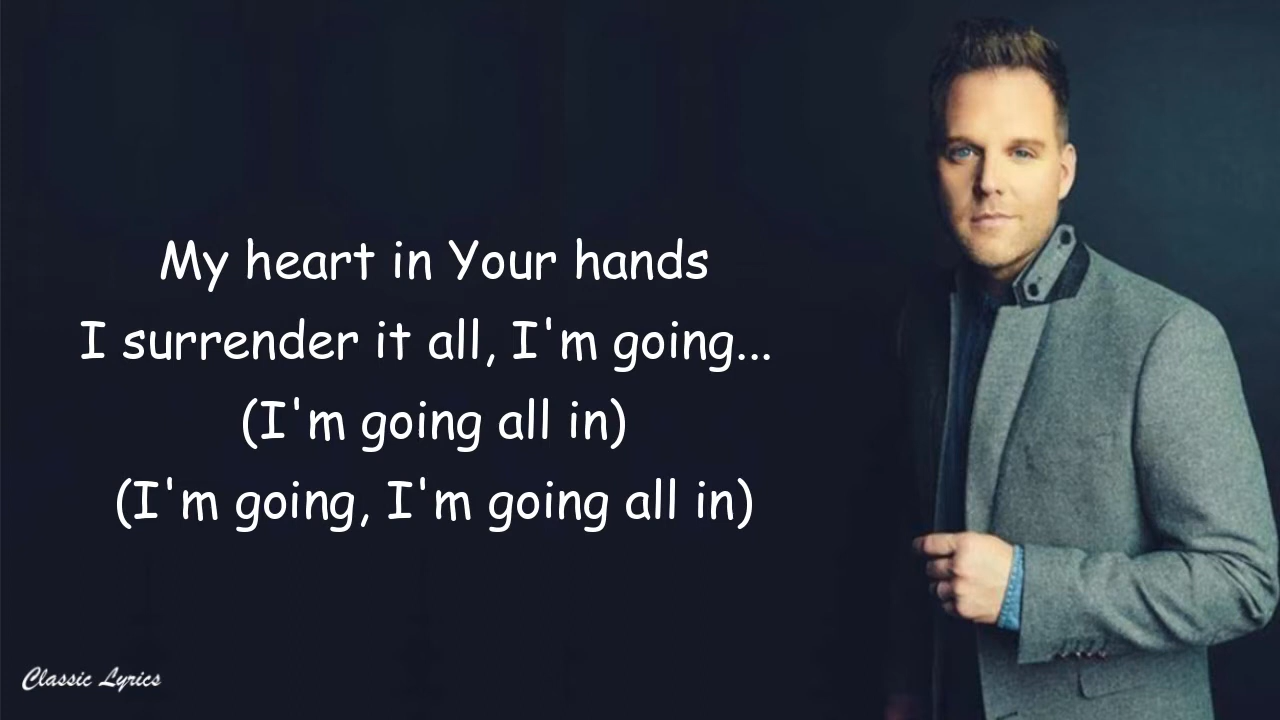 My heart in Your hands
I surrender it all, I'm going...
(I'm going all in)
(I'm going, I'm going all in)
Classic Lyrics